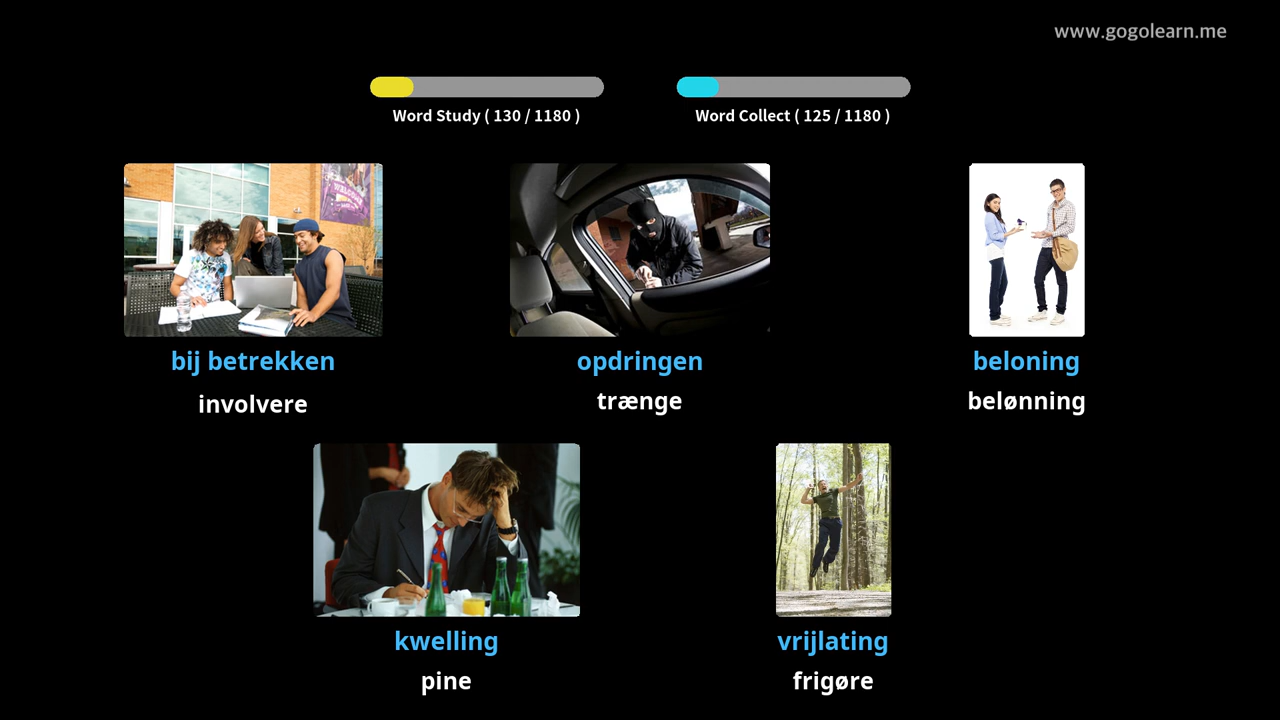 www.gogolearn.me
Word Study ( 130 / 1180 )
Word Collect ( 125 / 1180 )
WELCOME
bij betrekken
opdringen
beloning
involvere
trænge
belønning
kwelling
vrijlating
pine
frigøre